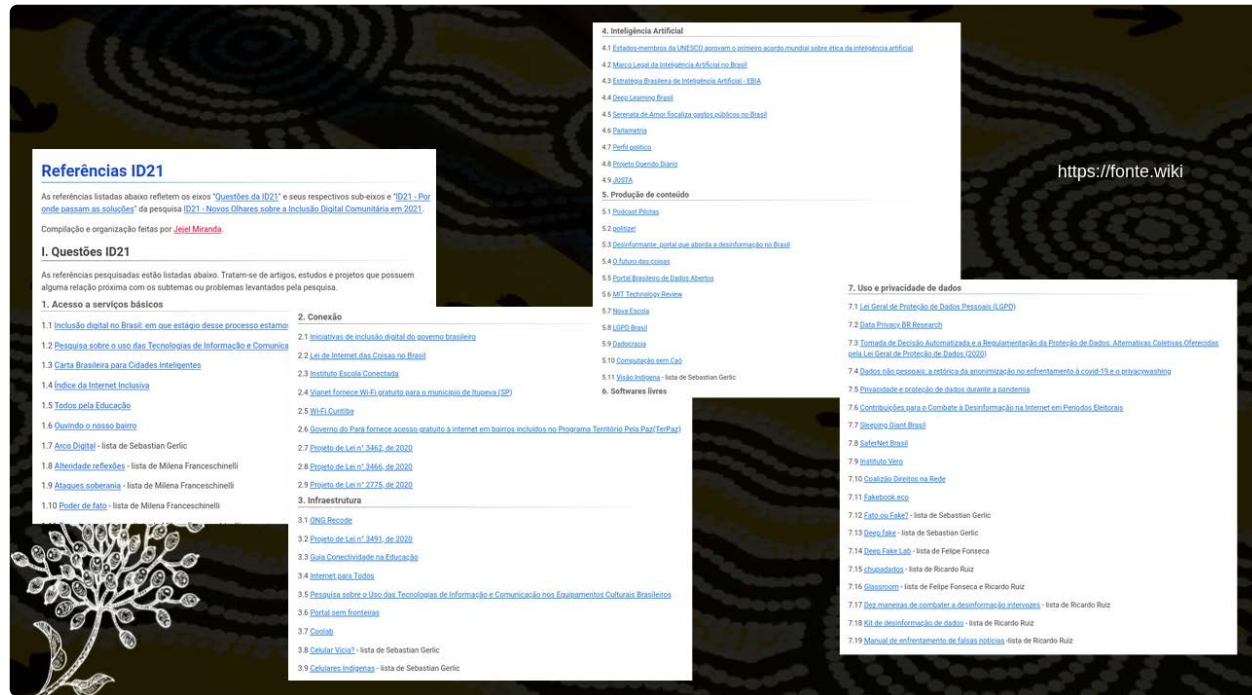 Referências ID21
As referências listadas abaixo refletem os eixos "Questões da ID21" e seus respectivos sub-eixos e "ID21 - Por
onde passam as soluções" da pesquisa ID21 - Novos Olhares sobre a Inclusão Digital Comunitária em 2021.
Compilação e organização feitas por Jejel Miranda.
I. Questões ID21
As referências pesquisadas estão listadas abaixo. Tratam-se de artigos, estudos e projetos que possuem
alguma relação próxima com os subtemas ou problemas levantados pela pesquisa.
1. Acesso a serviços básicos
1.1 Inclusão digital no Brasil: em que estágio desse processo estamos
1.2 Pesquisa sobre o uso das Tecnologias de Informação e Comunica
1.3 Carta Brasileira para Cidades Inteligentes
1.4 Índice da Internet Inclusiva
1.5 Todos pela Educação
1.6 Ouvindo o nosso bairro
1.7 Arco Digital - lista de Sebastian Gerlic
1.8 Alteridade reflexões - lista de Milena Franceschinelli
1.9 Ataques soberania - lista de Milena Franceschinelli
1.10 Poder de fato - lista de Milena Franceschinelli
2. Conexão
2.1 Iniciativas de inclusão digital do governo brasileiro
2.2 Lei de Internet das Coisas no Brasil
2.3 Instituto Escola Conectada
2.4 Vianet fornece Wi-Fi gratuito para o município de Itupeva (SP)
2.5 Wi-Fi Curitiba
2.6 Governo do Pará fornece acesso gratuito à internet em bairros incluídos no Programa Território Pela Paz(TerPaz)
2.7 Projeto de Lei n° 3462, de 2020
2.8 Projeto de Lei n° 3466, de 2020
2.9 Projeto de Lei n° 2775, de 2020
3. Infraestrutura
3.1 ONG Recode
3.2 Projeto de Lei n° 3491, de 2020
3.3 Guia Conectividade na Educação
3.4 Internet para Todos
3.5 Pesquisa sobre o Uso das Tecnologias de Informação e Comunicação nos Equipamentos Culturais Brasileiros
3.6 Portal sem fronteiras
3.7 Coolab
3.8 Celular Vicia? - lista de Sebastian Gerlic
3.9 Celulares Indígenas - lista de Sebastian Gerlic
4. Inteligência Artificial
4.1 Estados-membros da UNESCO aprovam o primeiro acordo mundial sobre ética da inteligência artificial
4.2 Marco Legal da Inteligência Artificial no Brasil
4.3 Estratégia Brasileira de Inteligência Artificial - EBIA
4.4 Deep Learning Brasil
4.5 Serenata de Amor fiscaliza gastos públicos no Brasil
4.6 Parlametria
4.7 Perfil político
4.8 Projeto Querido Diário
4.9 JUSTA
5. Produção de conteúdo
5.1 Podcast Pilotas
5.2 politize!
5.3 Desinformante, portal que aborda a desinformação no Brasil
5.4 O futuro das coisas
5.5 Portal Brasileiro de Dados Abertos
5.6 MIT Technology Review
5.7 Nova Escola
5.8 LGPD Brasil
5.9 Dadocracia
5.10 Computação sem Caô
5.11 Visão Indígena - lista de Sebastian Gerlic
6. Softwares livres
https://fonte.wiki
7. Uso e privacidade de dados
7.1 Lei Geral de Proteção de Dados Pessoais (LGPD)
7.2 Data Privacy BR Research
7.3 Tomada de Decisão Automatizada e a Regulamentação da Proteção de Dados: Alternativas Coletivas Oferecidas
pela Lei Geral de Proteção de Dados (2020)
7.4 Dados não pessoais: a retórica da anonimização no enfrentamento à covid-19 e o privacywashing
7.5 Privacidade e proteção de dados durante a pandemia
7.6 Contribuições para o Combate à Desinformação na Internet em Períodos Eleitorais
7.7 Sleeping Giant Brasil
7.8 SaferNet Brasil
7.9 Instituto Vero
7.10 Coalizão Direitos na Rede
7.11 Fakebook.eco
7.12 Fato ou Fake? - lista de Sebastian Gerlic
7.13 Deep fake - lista de Sebastian Gerlic
7.14 Deep Fake Lab - lista de Felipe Fonseca
7.15 chupadados - lista de Ricardo Ruiz
7.16 Glassroom - lista de Felipe Fonseca e Ricardo Ruiz
7.17 Dez maneiras de combater a desinformação intervozes - lista de Ricardo Ruiz
7.18 Kit de desinformação de dados - lista de Ricardo Ruiz
7.19 Manual de enfrentamento de falsas notícias -lista de Ricardo Ruiz